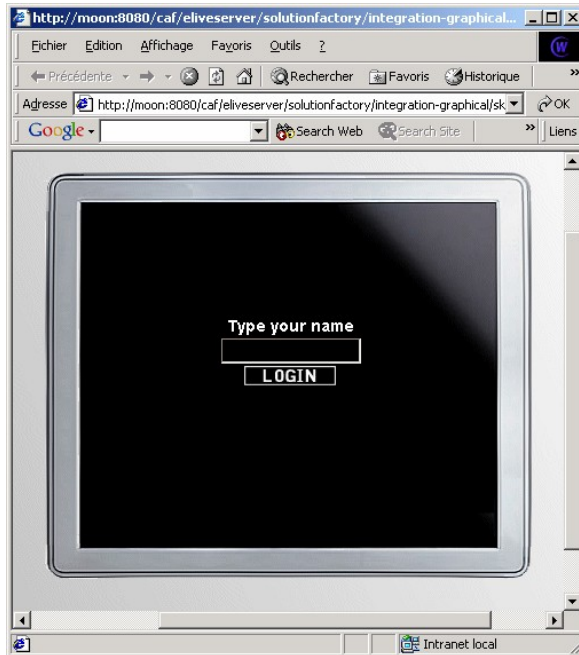 http://moon:8080/caf/eliveserver/solutionfactory/integration-graphical...
Fichier Edition Affichage Favoris Outils ?
Précédente Rechercher Favoris Historique »
Adresse http://moon:8080/caf/eliveserver/solutionfactory/integration-graphical/sk OK
Google Search Web Search Site » Liens
Type your name
LOGIN
Intranet local